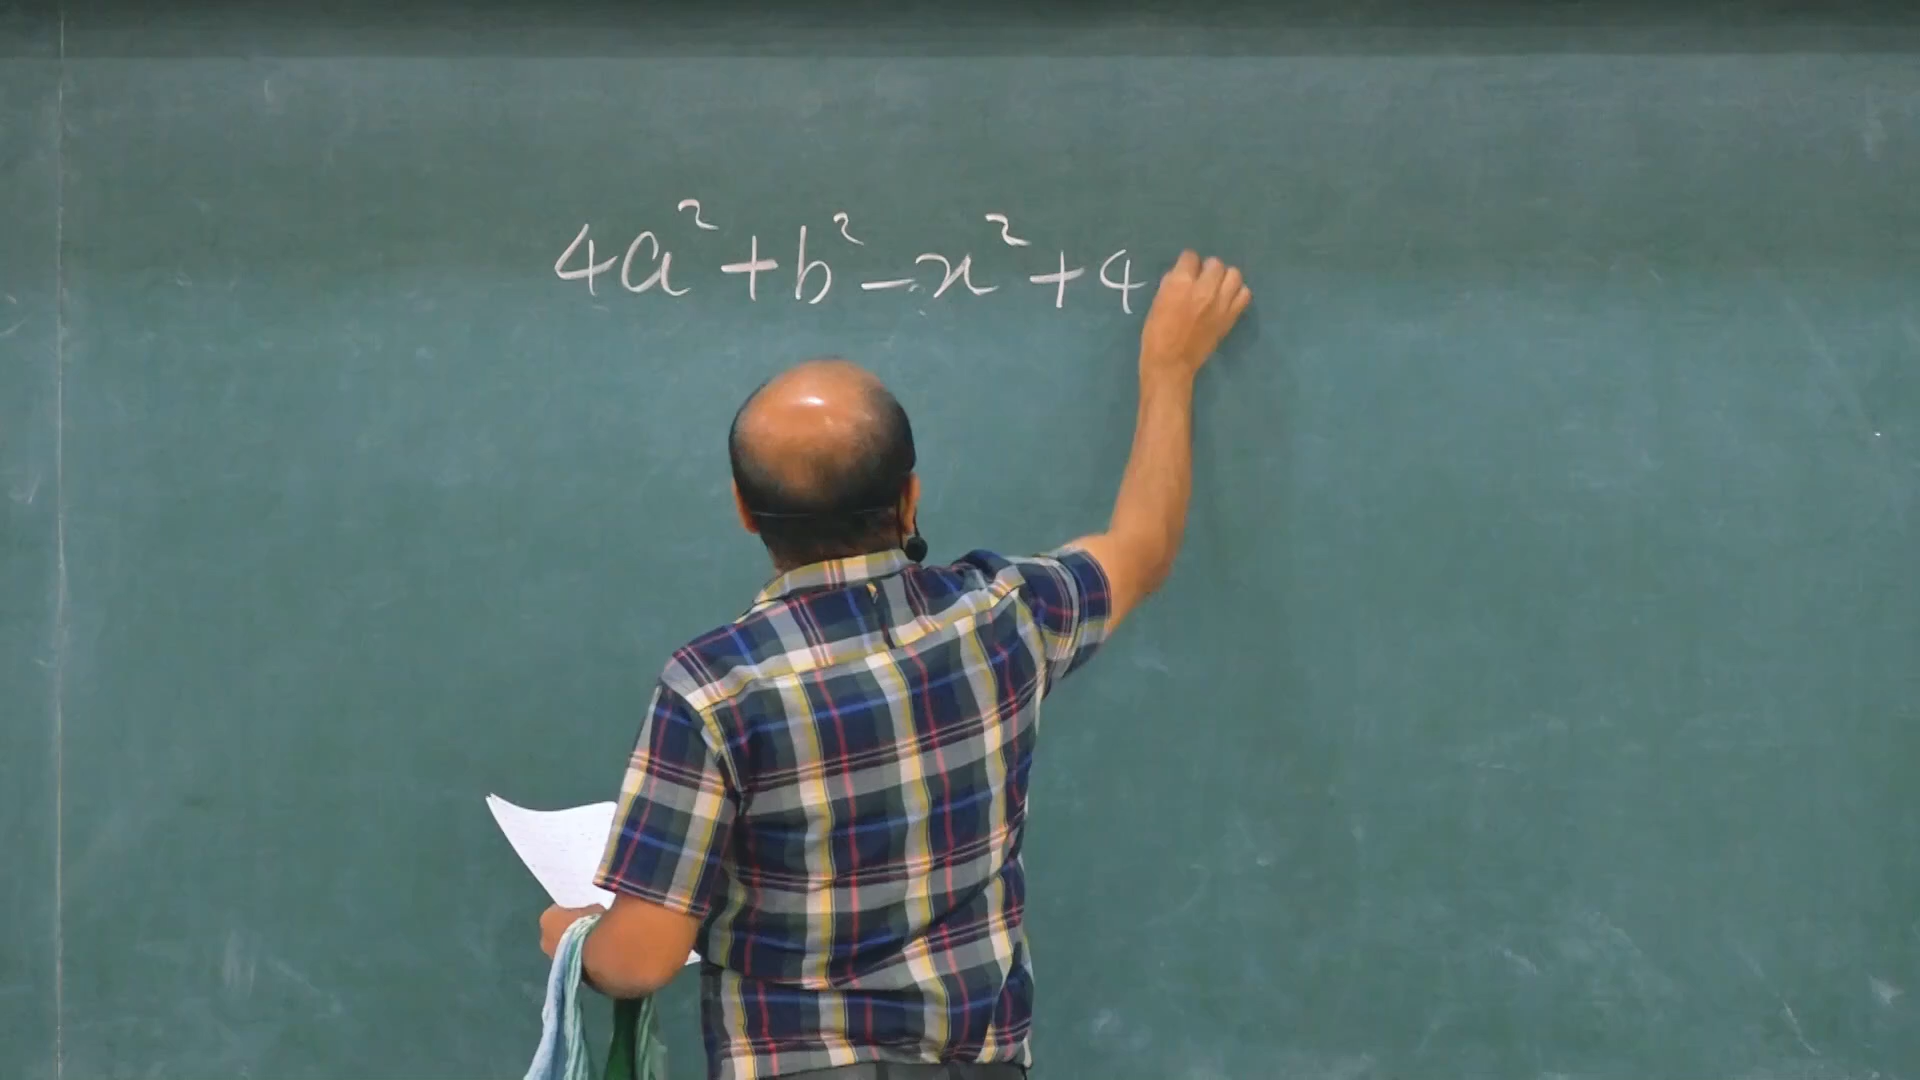 4a² + b² - x² + 4